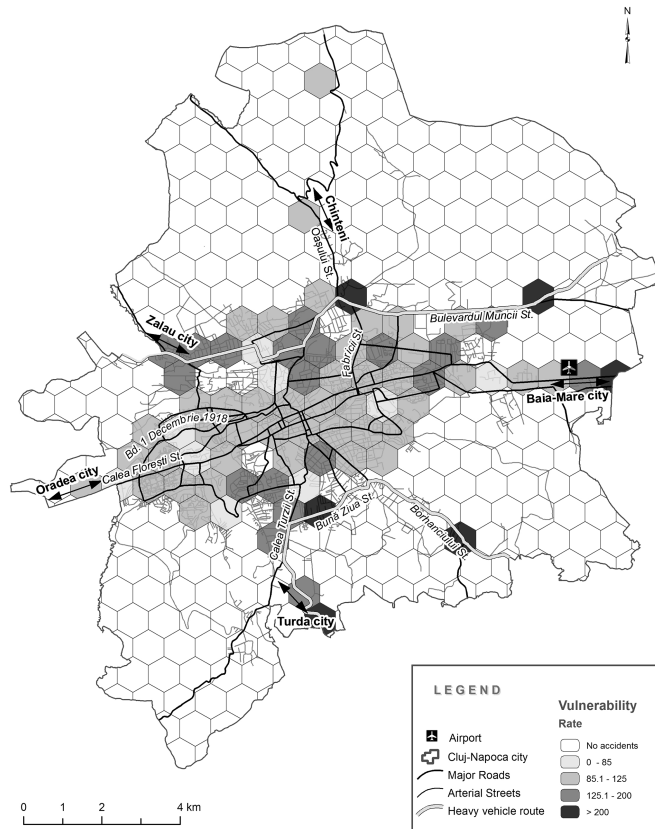 N
Chinteni
Oașului St.
Zalau city
Fabricii St.
Bulevardul Muncii St.
Baia-Mare city
Bd. 1 Decembrie 1918
Calea Florești St.
Oradea city
Calea Turzii St.
Bună Ziua St.
Bornanciului St.
Turda city
LEGEND
Airport
Cluj-Napoca city
Major Roads
Arterial Streets
Heavy vehicle route
Vulnerability
Rate
No accidents
0 - 85
85.1 - 125
125.1 - 200
> 200
0 1 2 4 km